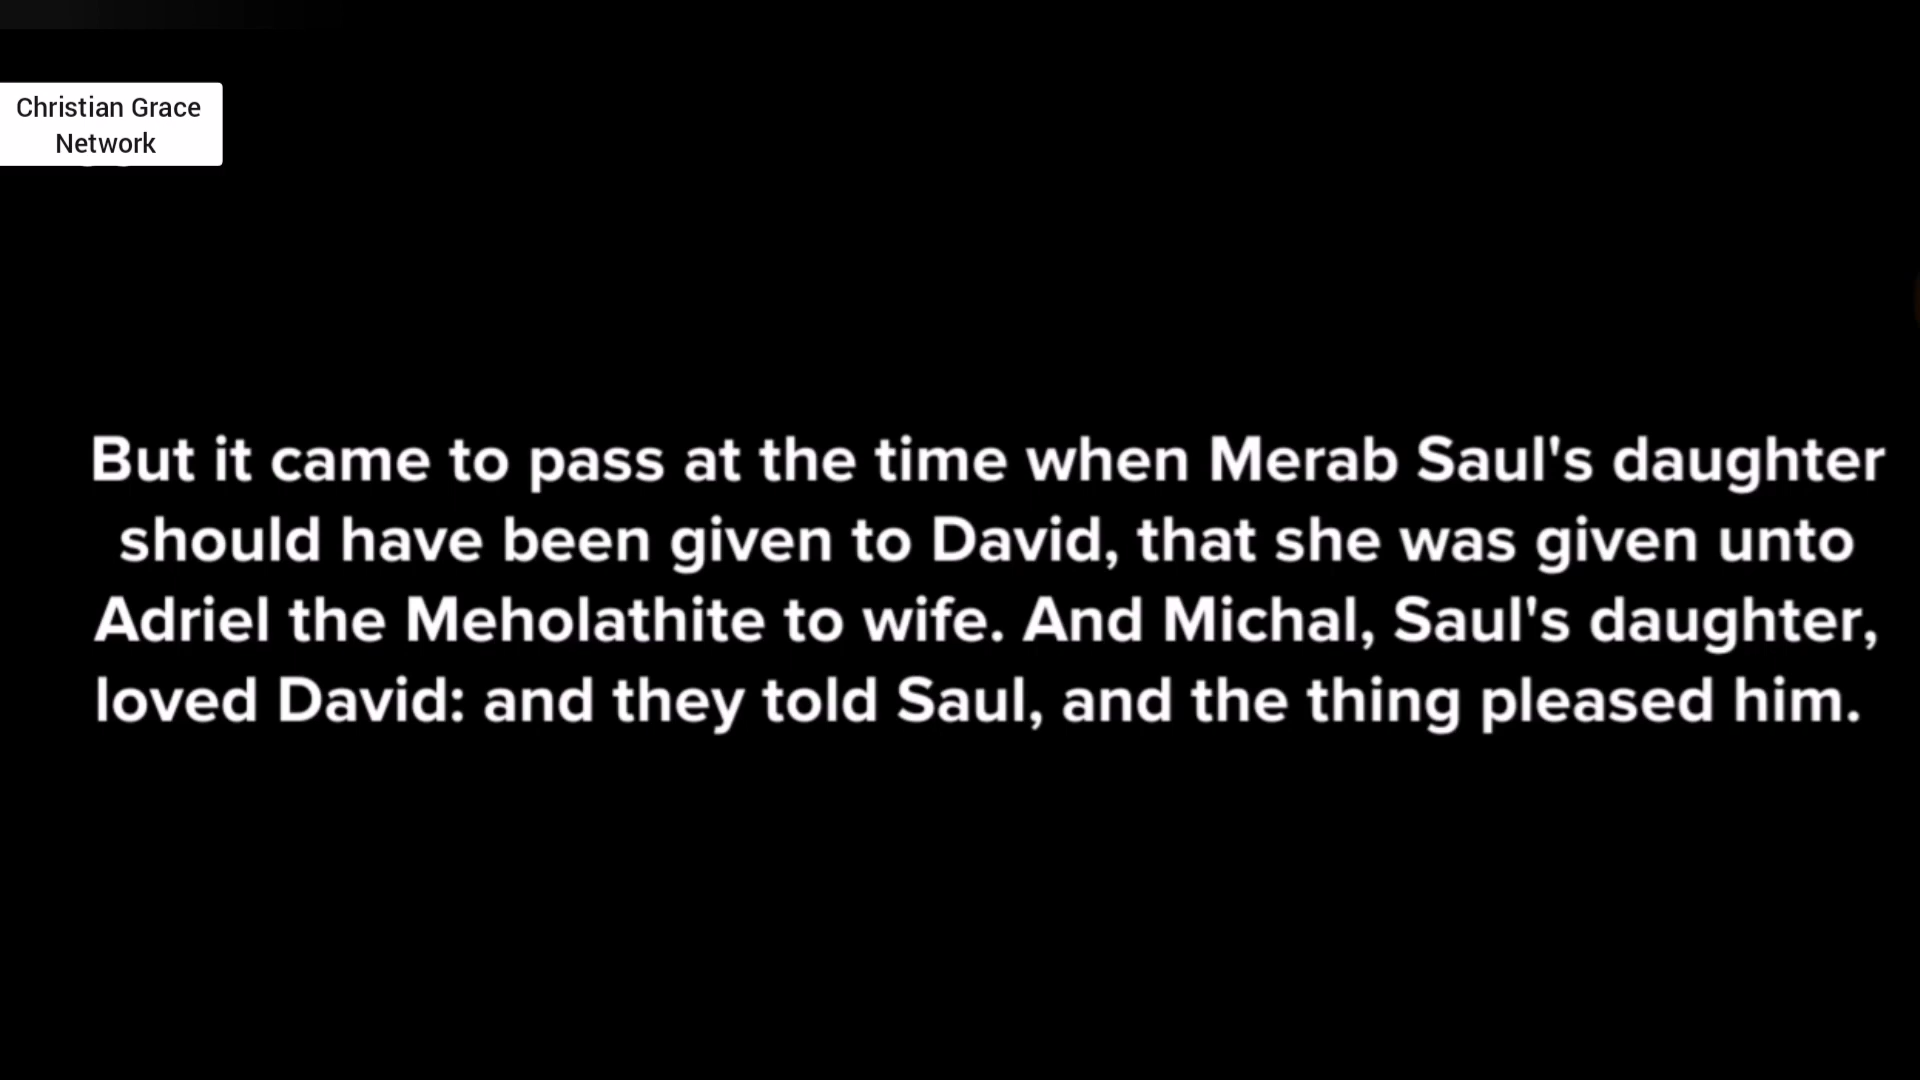 Christian Grace
Network
But it came to pass at the time when Merab Saul's daughter
should have been given to David, that she was given unto
Adriel the Meholathite to wife. And Michal, Saul's daughter,
loved David: and they told Saul, and the thing pleased him.